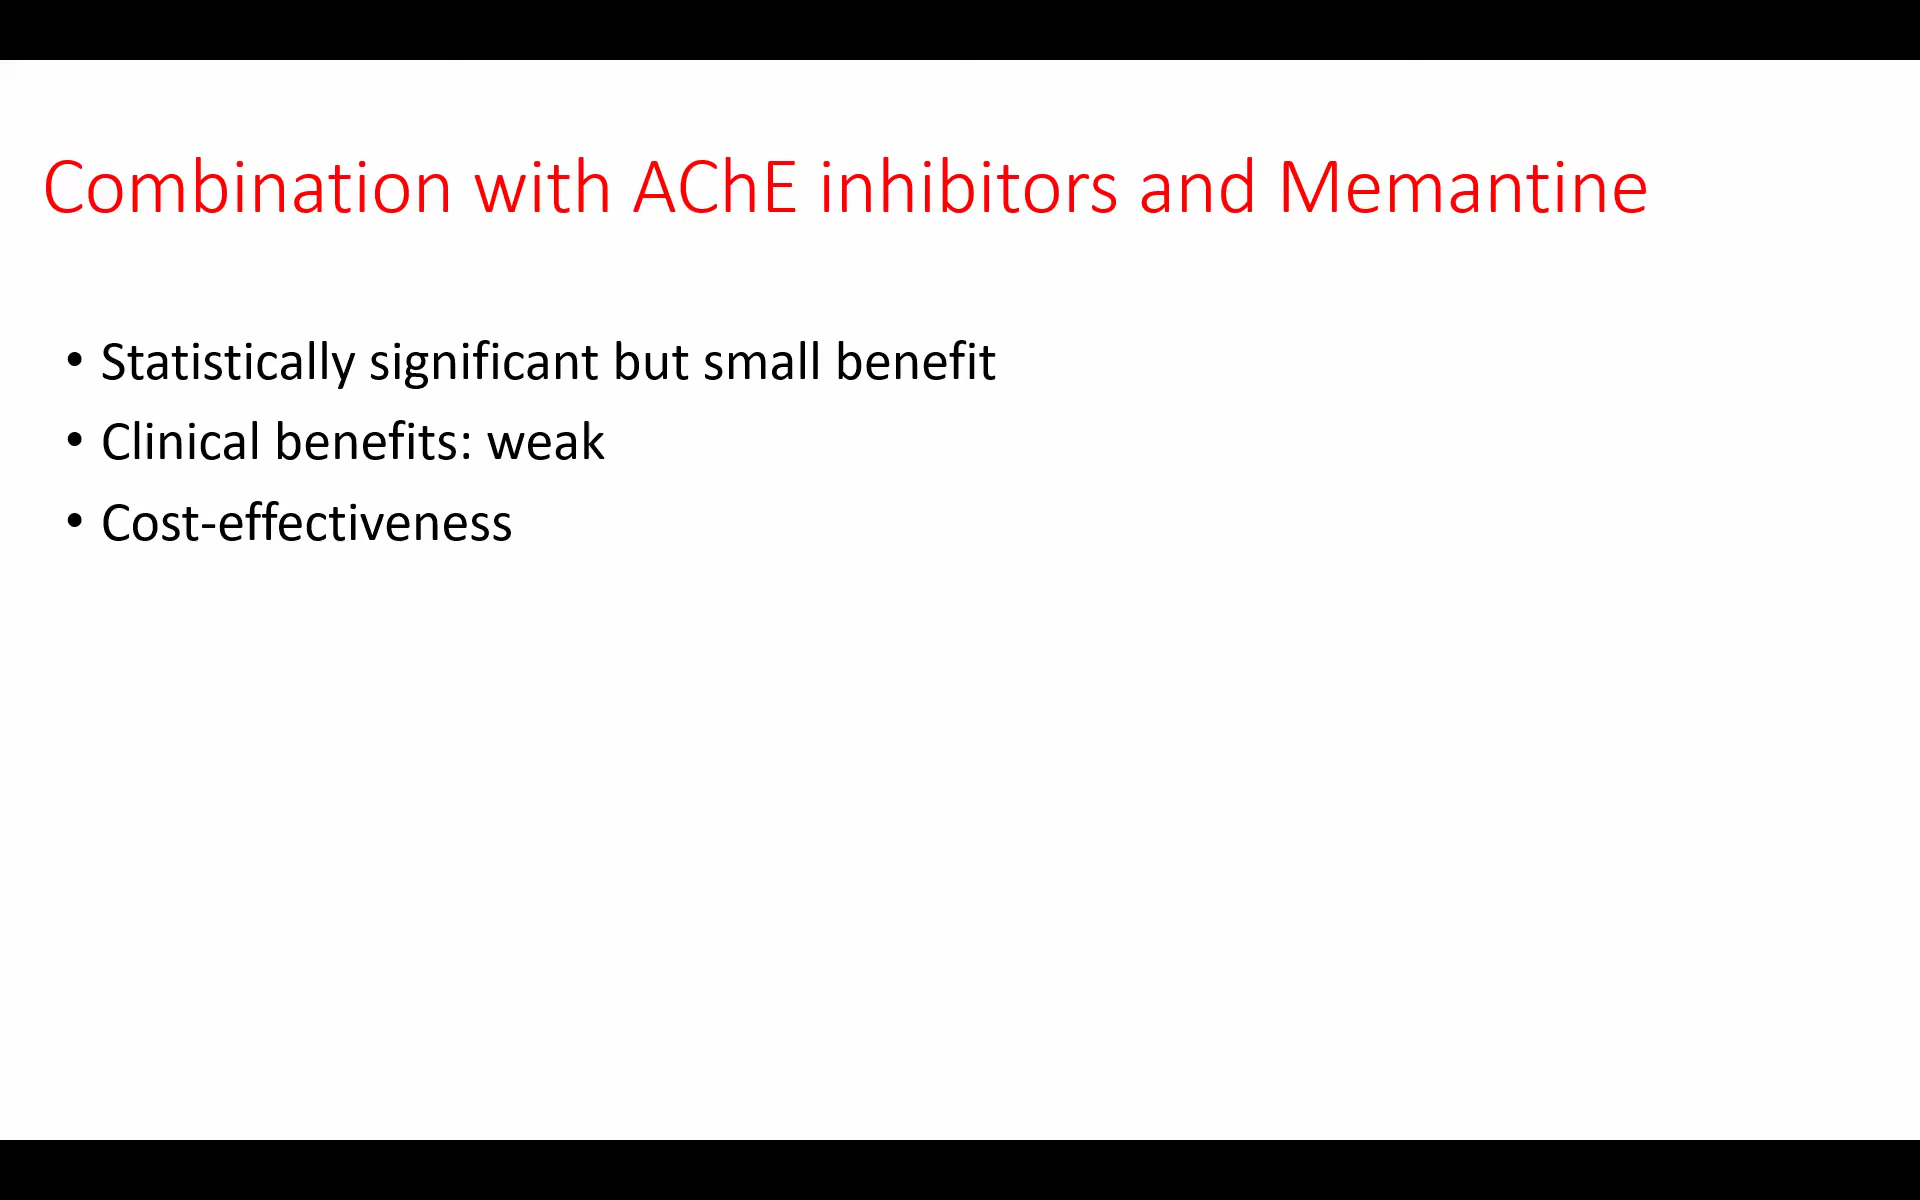 Combination with AChE inhibitors and Memantine
• Statistically significant but small benefit
• Clinical benefits: weak
• Cost-effectiveness